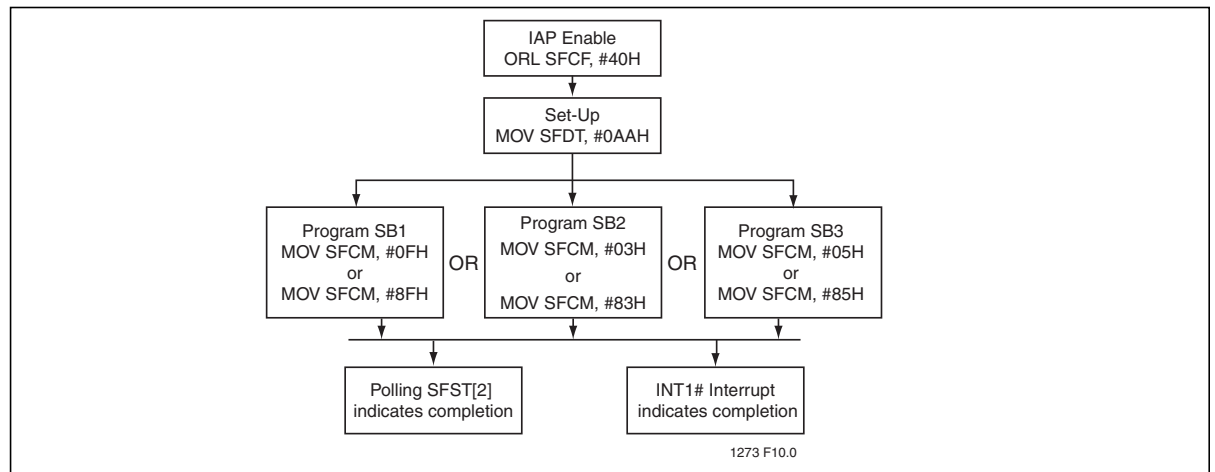 IAP Enable
ORL SFCF, #40H
Set-Up
MOV SFDT, #0AAH
Program SB1
MOV SFCM, #0FH
or
MOV SFCM, #8FH
OR
Program SB2
MOV SFCM, #03H
or
MOV SFCM, #83H
OR
Program SB3
MOV SFCM, #05H
or
MOV SFCM, #85H
Polling SFST[2]
indicates completion
INT1# Interrupt
indicates completion
1273 F10.0